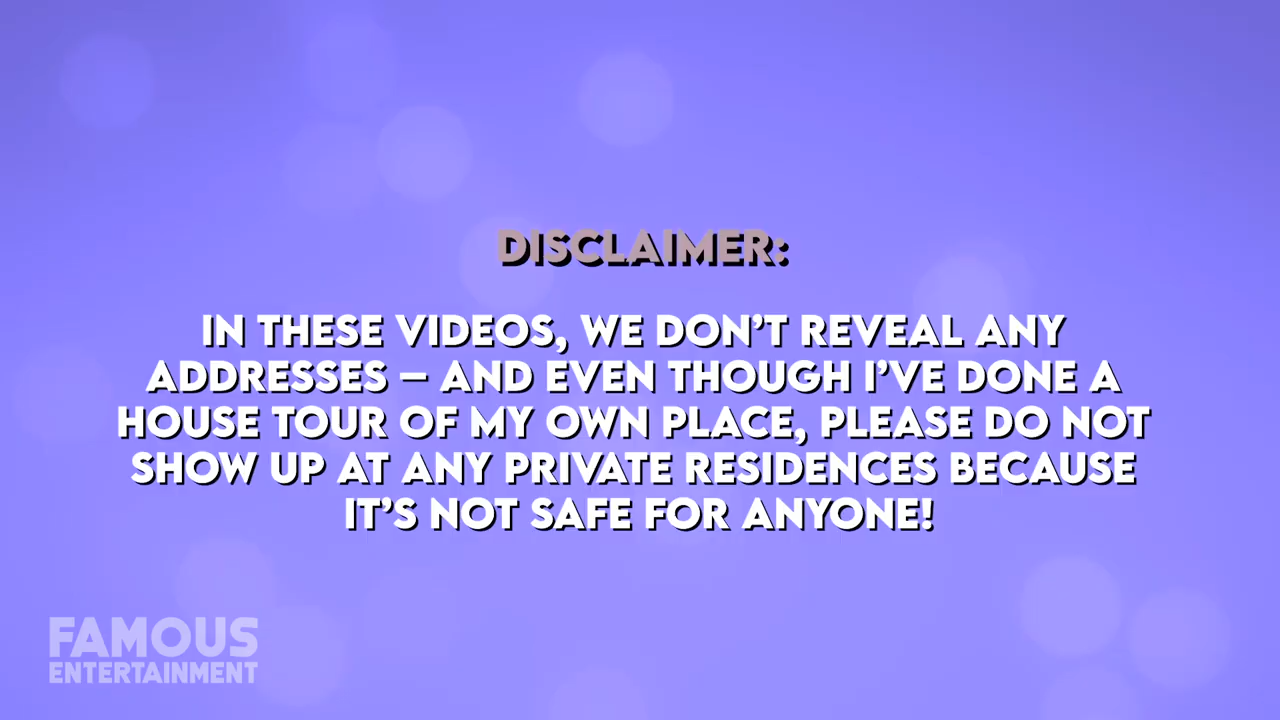 DISCLAIMER:
IN THESE VIDEOS, WE DON'T REVEAL ANY
ADDRESSES – AND EVEN THOUGH I'VE DONE A
HOUSE TOUR OF MY OWN PLACE, PLEASE DO NOT
SHOW UP AT ANY PRIVATE RESIDENCES BECAUSE
IT'S NOT SAFE FOR ANYONE!
FAMOUS
ENTERTAINMENT